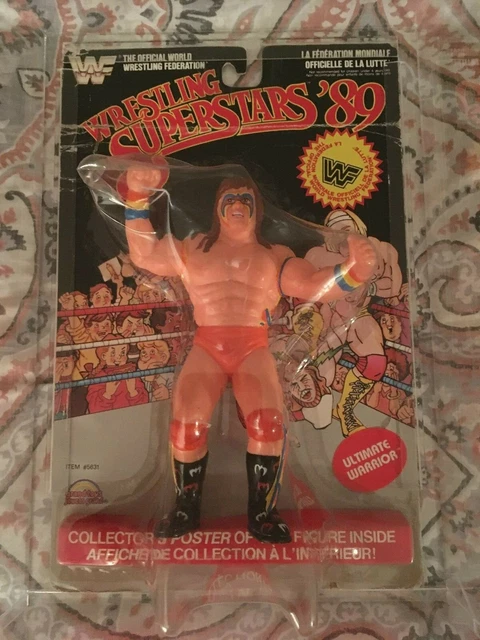 WF
THE OFFICIAL WORLD
WRESTLING FEDERATION
LA FÉDÉRATION MONDIALE
OFFICIELLE DE LA LUTTE
WRESTLING
SUPERSTARS '89
WF
ULTIMATE
WARRIOR
ITEM #5831
COLLECTOR'S POSTER OF FIGURE INSIDE
AFFICHE DE COLLECTION À L'INTÉRIEUR!